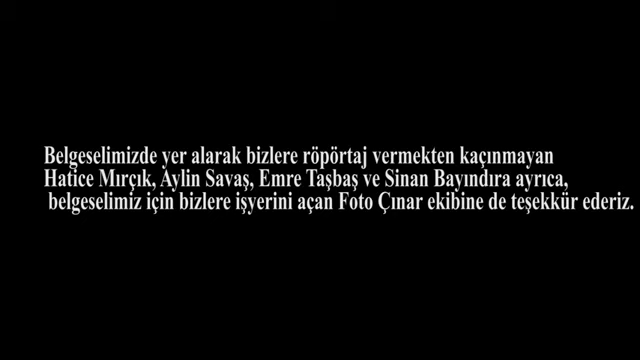 Belgeselimizde yer alarak bizlere röpörtaj vermekten kaçınmayan
Hatice Mırçık, Aylin Savaş, Emre Taşbaş ve Sinan Bayındıra ayrıca,
belgeselimiz için bizlere işyerini açan Foto Çınar ekibine de teşekkür ederiz.